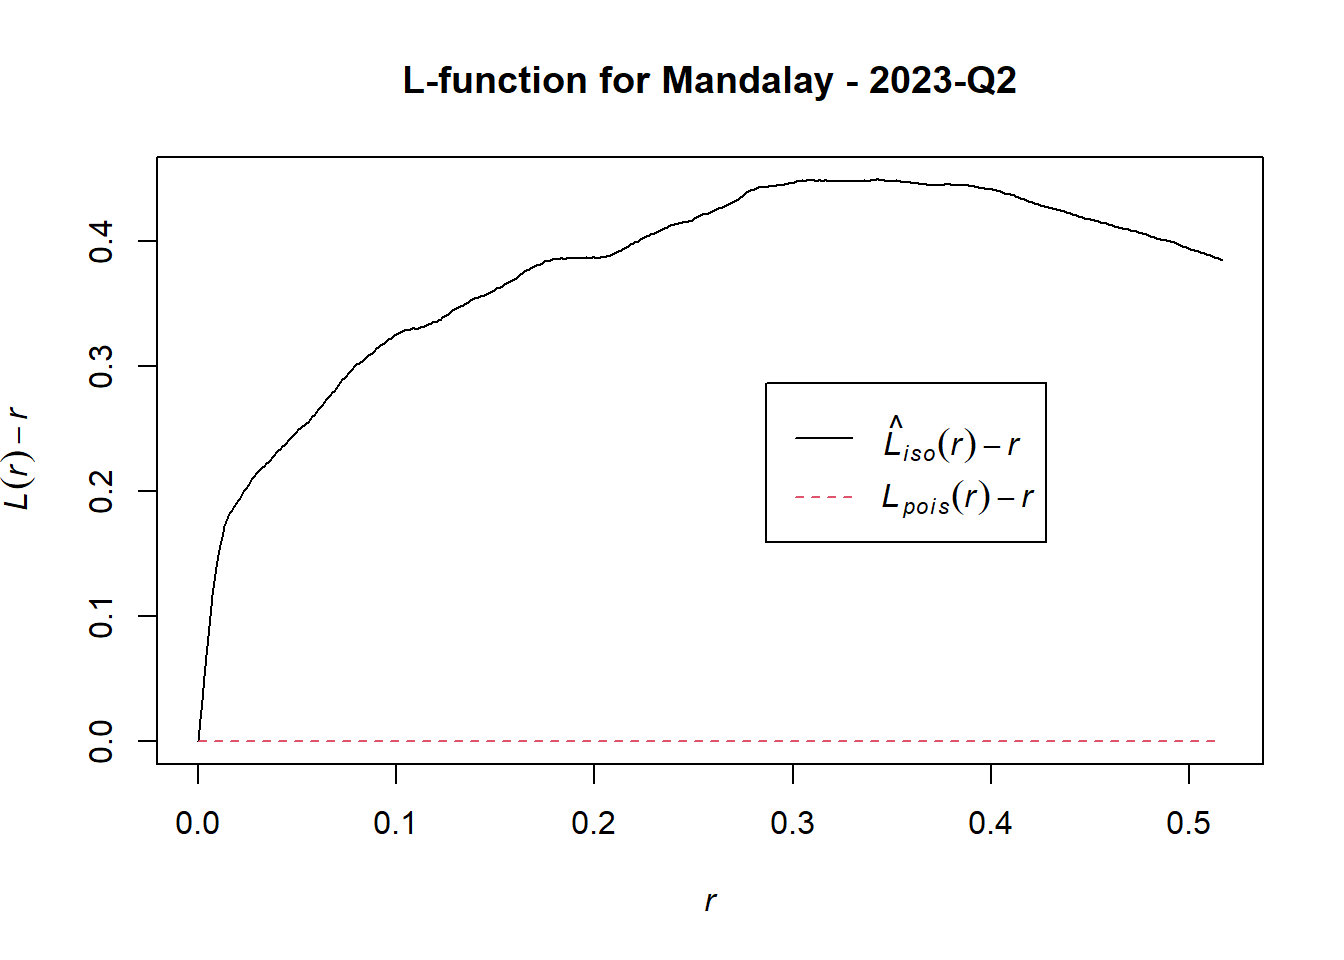 L-function for Mandalay - 2023-Q2
L(r) − r
0.4
0.3
0.2
0.1
0.0
L̂iso(r) − r
Lpois(r) − r
0.0 0.1 0.2 0.3 0.4 0.5
r